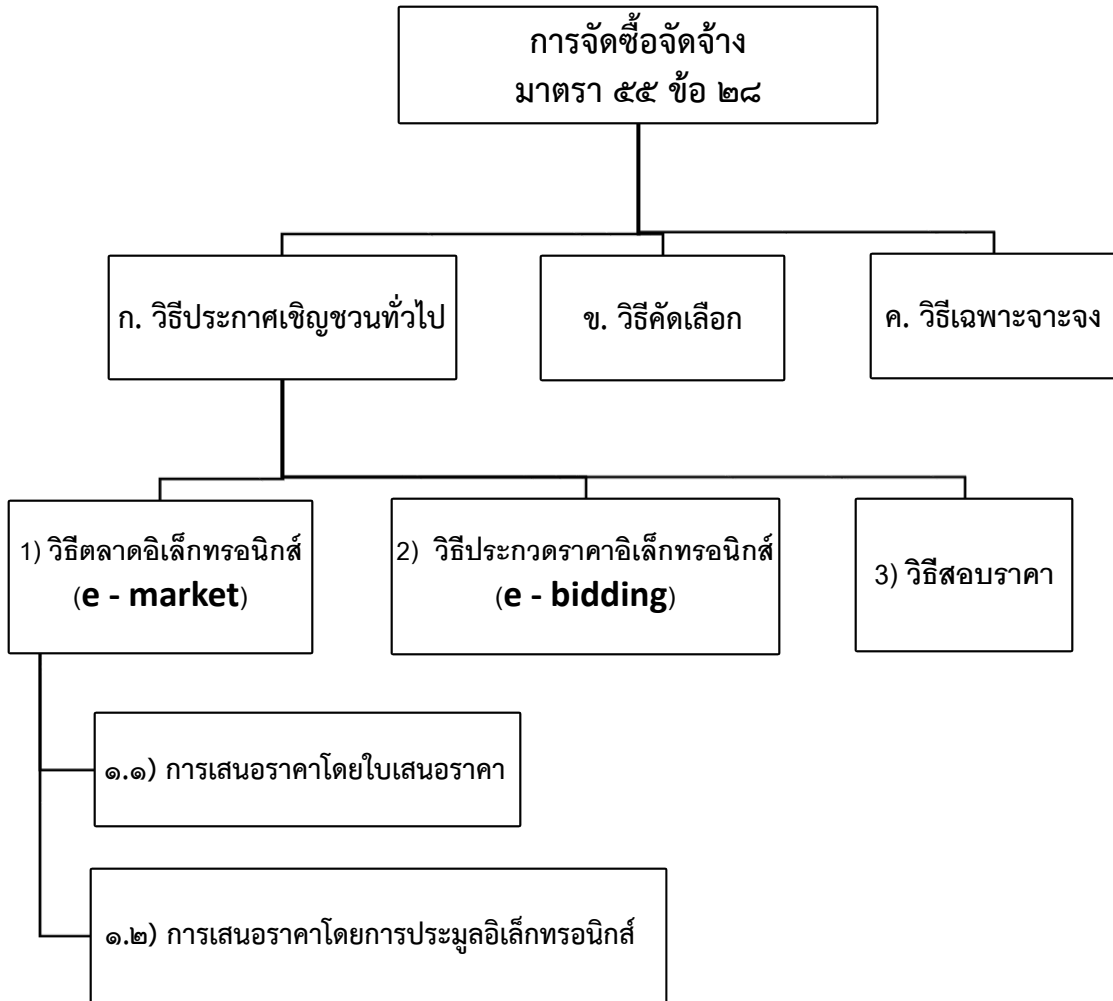 การจัดซื้อจัดจ้าง
มาตรา ๕๕ ข้อ ๒๘
ก. วิธีประกาศเชิญชวนทั่วไป
ข. วิธีคัดเลือก
ค. วิธีเฉพาะจาะจง
1) วิธีตลาดอิเล็กทรอนิกส์
(e - market)
2) วิธีประกวดราคาอิเล็กทรอนิกส์
(e - bidding)
3) วิธีสอบราคา
๑.๑) การเสนอราคาโดยใบเสนอราคา
๑.๒) การเสนอราคาโดยการประมูลอิเล็กทรอนิกส์